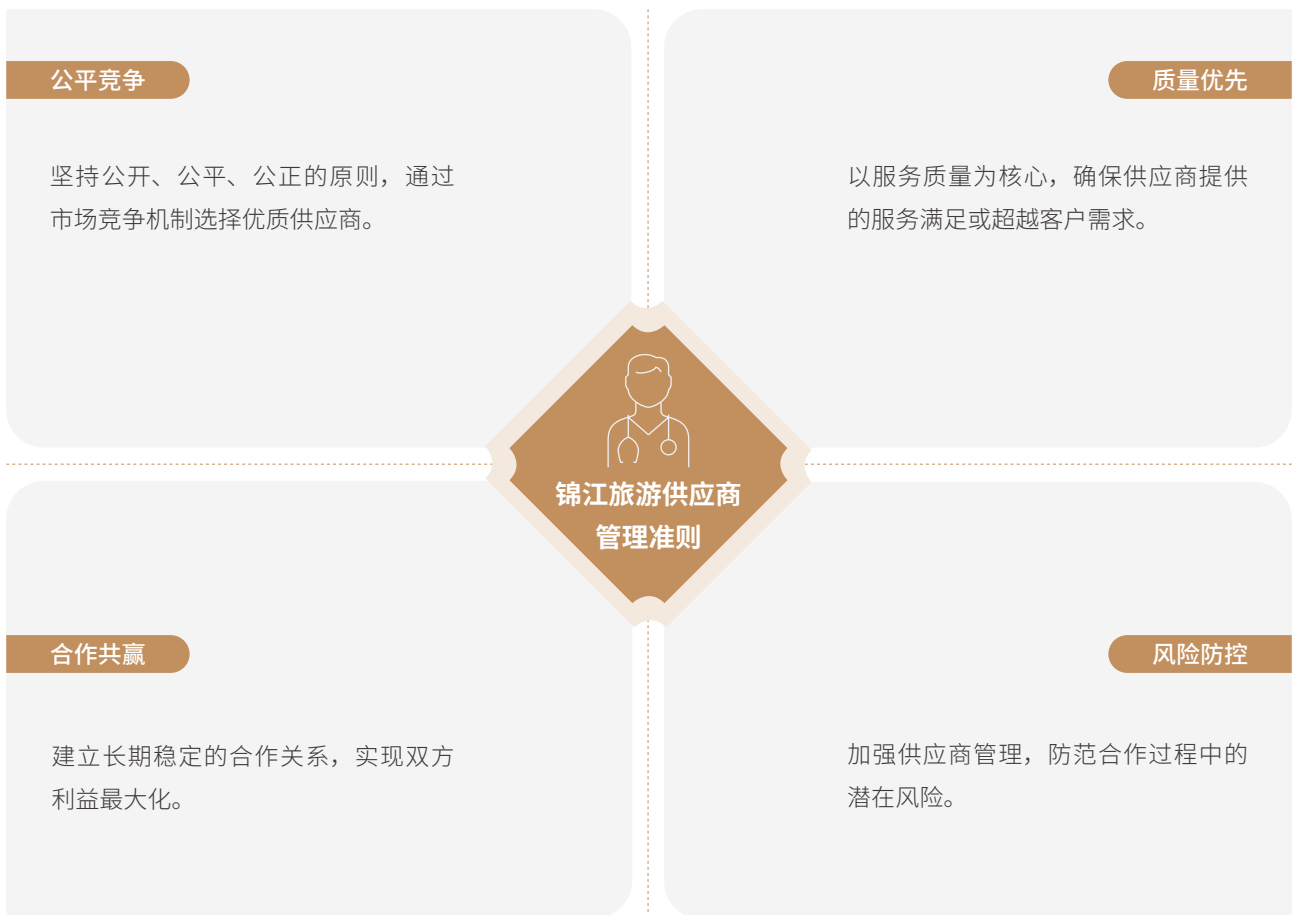 公平竞争
坚持公开、公平、公正的原则，通过
市场竞争机制选择优质供应商。
质量优先
以服务质量为核心，确保供应商提供
的服务满足或超越客户需求。
锦江旅游供应商
管理准则
合作共赢
建立长期稳定的合作关系，实现双方
利益最大化。
风险防控
加强供应商管理，防范合作过程中的
潜在风险。